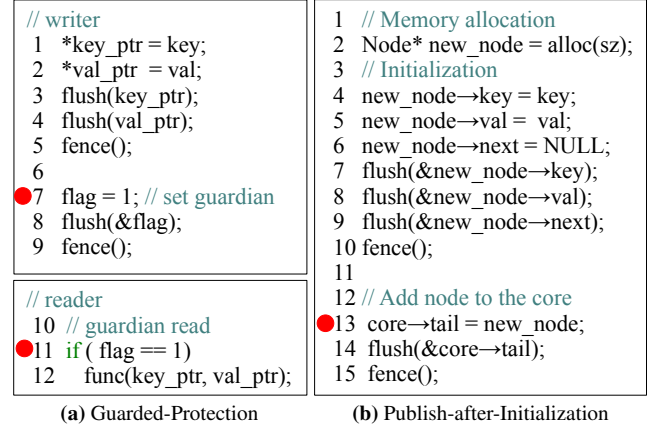 // writer
1 *key_ptr = key;
2 *val_ptr = val;
3 flush(key_ptr);
4 flush(val_ptr);
5 fence();
6
7 flag = 1; // set guardian
8 flush(&flag);
9 fence();
// reader
10 // guardian read
11 if ( flag == 1)
12 func(key_ptr, val_ptr);
(a) Guarded-Protection
1 // Memory allocation
2 Node* new_node = alloc(sz);
3 // Initialization
4 new_node→key = key;
5 new_node→val = val;
6 new_node→next = NULL;
7 flush(&new_node→key);
8 flush(&new_node→val);
9 flush(&new_node→next);
10 fence();
11
12 // Add node to the core
13 core→tail = new_node;
14 flush(&core→tail);
15 fence();
(b) Publish-after-Initialization